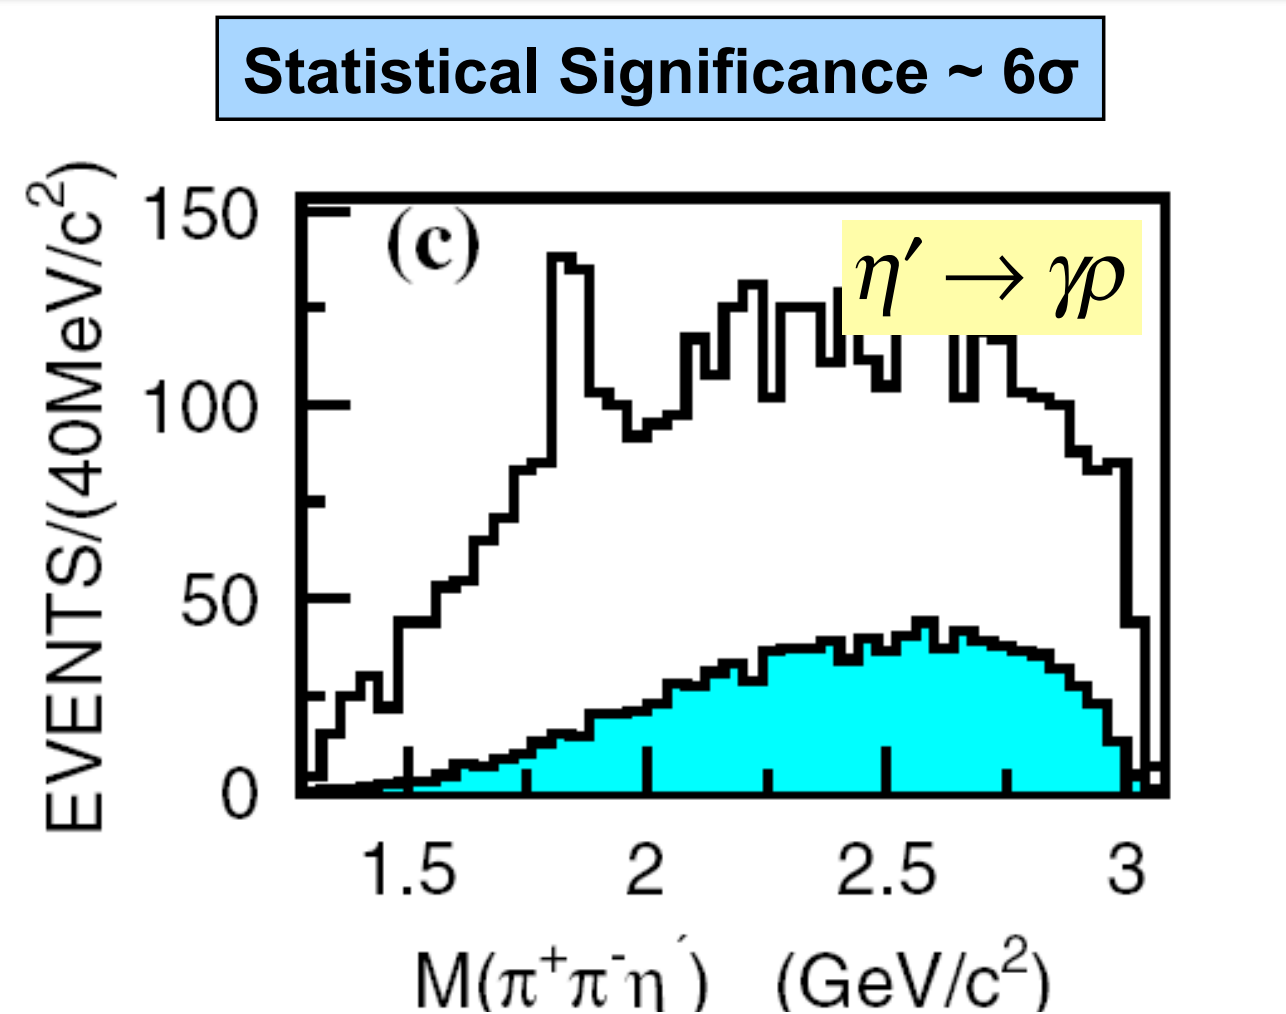 Statistical Significance ~ 6σ
EVENTS/(40MeV/c²)
150
100
50
0
(c)
η′ → γρ
1.5 2 2.5 3
M(π⁺π⁻η´) (GeV/c²)